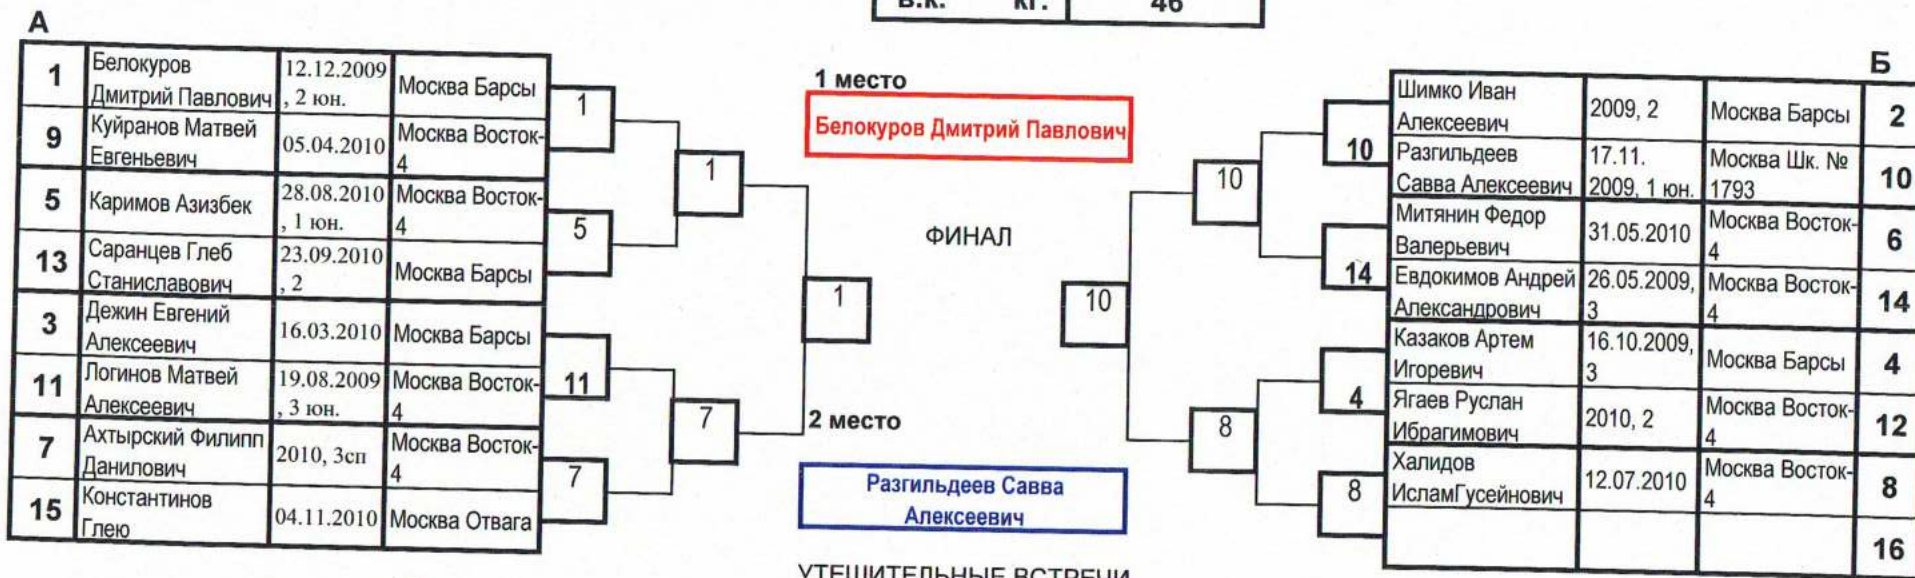 в.к. кг. 46
А
1 Белокуров Дмитрий Павлович 12.12.2009, 2 юн. Москва Барсы
9 Куйранов Матвей Евгеньевич 05.04.2010 Москва Восток-4
5 Каримов Азизбек 28.08.2010, 1 юн. Москва Восток-4
13 Саранцев Глеб Станиславович 23.09.2010, 2 Москва Барсы
3 Дежин Евгений Алексеевич 16.03.2010 Москва Барсы
11 Логинов Матвей Алексеевич 19.08.2009, 3 юн. Москва Восток-4
7 Ахтырский Филипп Данилович 2010, 3сп Москва Восток-4
15 Константинов Глею 04.11.2010 Москва Отвага
1
5
11
7
1
7
1
1 место
Белокуров Дмитрий Павлович
ФИНАЛ
2 место
Разгильдеев Савва
Алексеевич
УТЕШИТЕЛЬНЫЕ ВСТРЕЧИ
10
10
8
10
14
4
8
Б
Шимко Иван Алексеевич 2009, 2 Москва Барсы 2
Разгильдеев Савва Алексеевич 17.11. 2009, 1 юн. Москва Шк. № 1793 10
Митянин Федор Валерьевич 31.05.2010 Москва Восток-4 6
Евдокимов Андрей Александрович 26.05.2009, 3 Москва Восток-4 14
Казаков Артем Игоревич 16.10.2009, 3 Москва Барсы 4
Ягаев Руслан Ибрагимович 2010, 2 Москва Восток-4 12
Халидов ИсламГусейнович 12.07.2010 Москва Восток-4 8
16